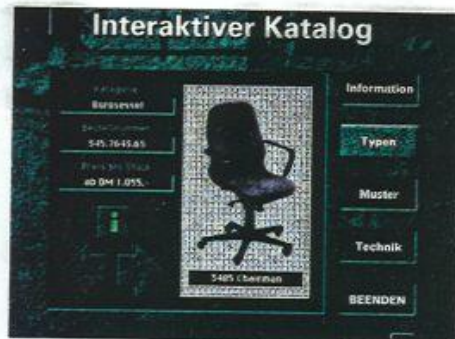 Interaktiver Katalog
Kategorie
Bürosessel
Bestellnummer
545.7645.65
Preis pro Stück
ab DM 1.055,-
i
5405 Chairman
Information
Typen
Muster
Technik
BEENDEN